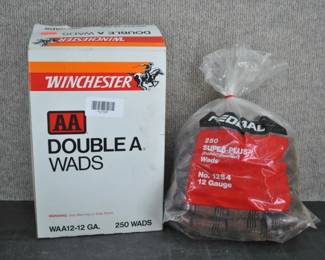 WINCHESTER
DOUBLE A
WADS
WINCHESTER
AA
DOUBLE A
WADS
WAA12-12 GA. 250 WADS
FEDERAL
250
SUPER-PLUSH
Wads
No. 12S4
12 Gauge